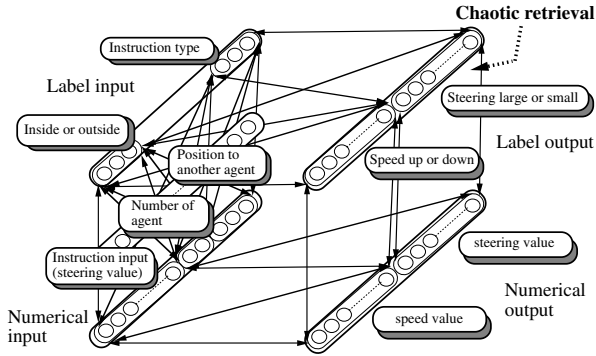 Chaotic retrieval
Instruction type
Label input
Steering large or small
Inside or outside
Label output
Position to
another agent
Speed up or down
Number of
agent
Instruction input
(steering value)
steering value
Numerical
input
Numerical
output
speed value